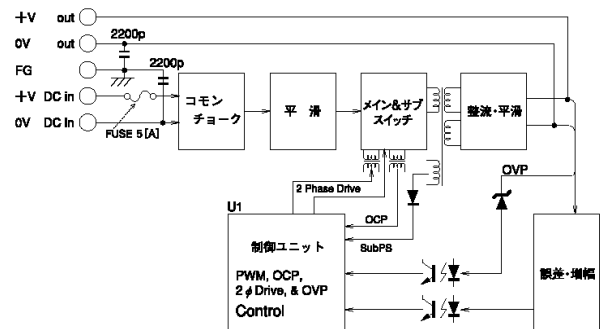 +V out
0V out
2200p
2200p
FG
+V DC in
0V DC In
FUSE 5 [A]
コモン
チョーク
平 滑
メイン&サブ
スイッチ
整流・平滑
2 Phase Drive
OVP
U1
OCP
SubPS
制御ユニット
PWM, OCP,
2φ Drive, & OVP
Control
誤差・増幅